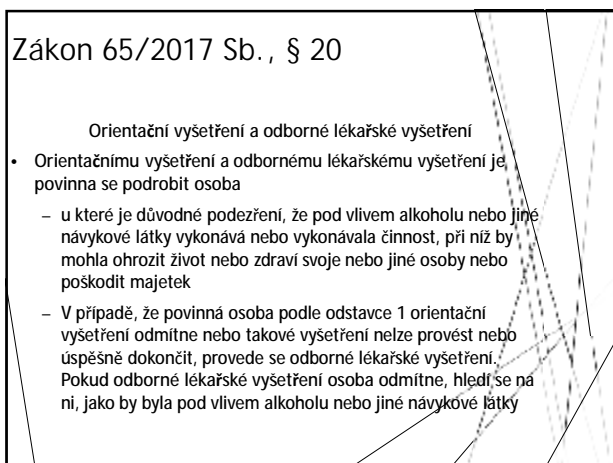 Zákon 65/2017 Sb., § 20
Orientační vyšetření a odborné lékařské vyšetření
• Orientačnímu vyšetření a odbornému lékařskému vyšetření je
povinna se podrobit osoba
– u které je důvodné podezření, že pod vlivem alkoholu nebo jiné
návykové látky vykonává nebo vykonávala činnost, při níž by
mohla ohrozit život nebo zdraví svoje nebo jiné osoby nebo
poškodit majetek
– V případě, že povinná osoba podle odstavce 1 orientační
vyšetření odmítne nebo takové vyšetření nelze provést nebo
úspěšně dokončit, provede se odborné lékařské vyšetření.
Pokud odborné lékařské vyšetření osoba odmítne, hledí se na
ni, jako by byla pod vlivem alkoholu nebo jiné návykové látky